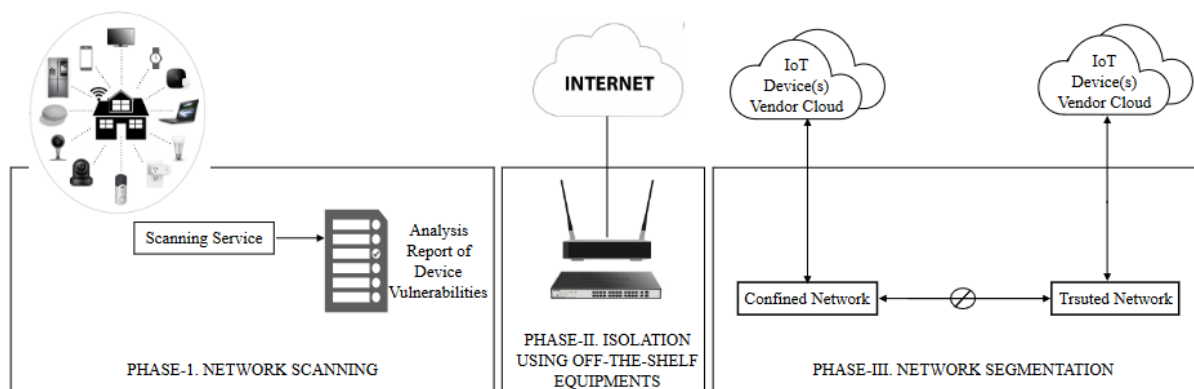 Scanning Service
Analysis
Report of
Device
Vulnerabilities
PHASE-1. NETWORK SCANNING
INTERNET
PHASE-II. ISOLATION
USING OFF-THE-SHELF
EQUIPMENTS
IoT
Device(s)
Vendor Cloud
IoT
Device(s)
Vendor Cloud
Confined Network
Trsuted Network
PHASE-III. NETWORK SEGMENTATION